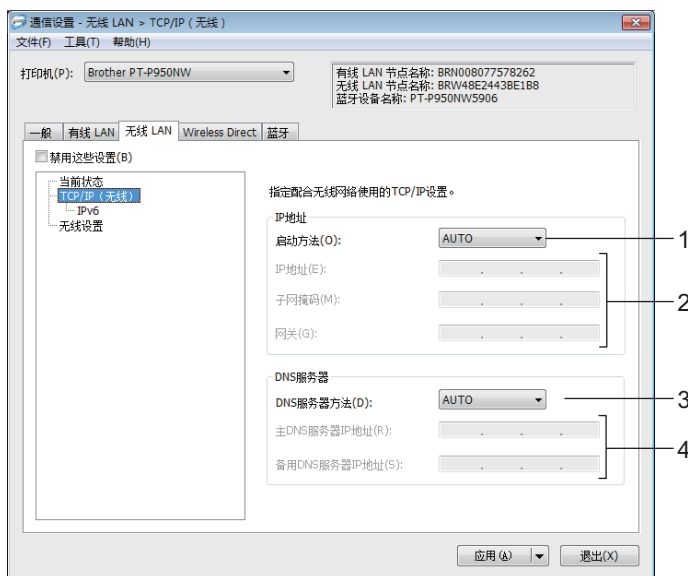 通信设置 - 无线 LAN > TCP/IP ( 无线 )
文件(F) 工具(T) 帮助(H)
打印机(P): Brother PT-P950NW
有线 LAN 节点名称: BRN008077578262
无线 LAN 节点名称: BRW48E2443BE1B8
蓝牙设备名称: PT-P950NW5906
一般 有线 LAN 无线 LAN Wireless Direct 蓝牙
禁用这些设置(B)
当前状态
TCP/IP ( 无线 )
IPv6
无线设置
指定配合无线网络使用的TCP/IP设置。
IP地址
启动方法(O): AUTO 1
IP地址(E): . . .
子网掩码(M): . . . 2
网关(G): . . .
DNS服务器
DNS服务器方法(D): AUTO 3
主DNS服务器IP地址(R): . . .
4
备用DNS服务器IP地址(S): . . .
应用(A) 退出(X)